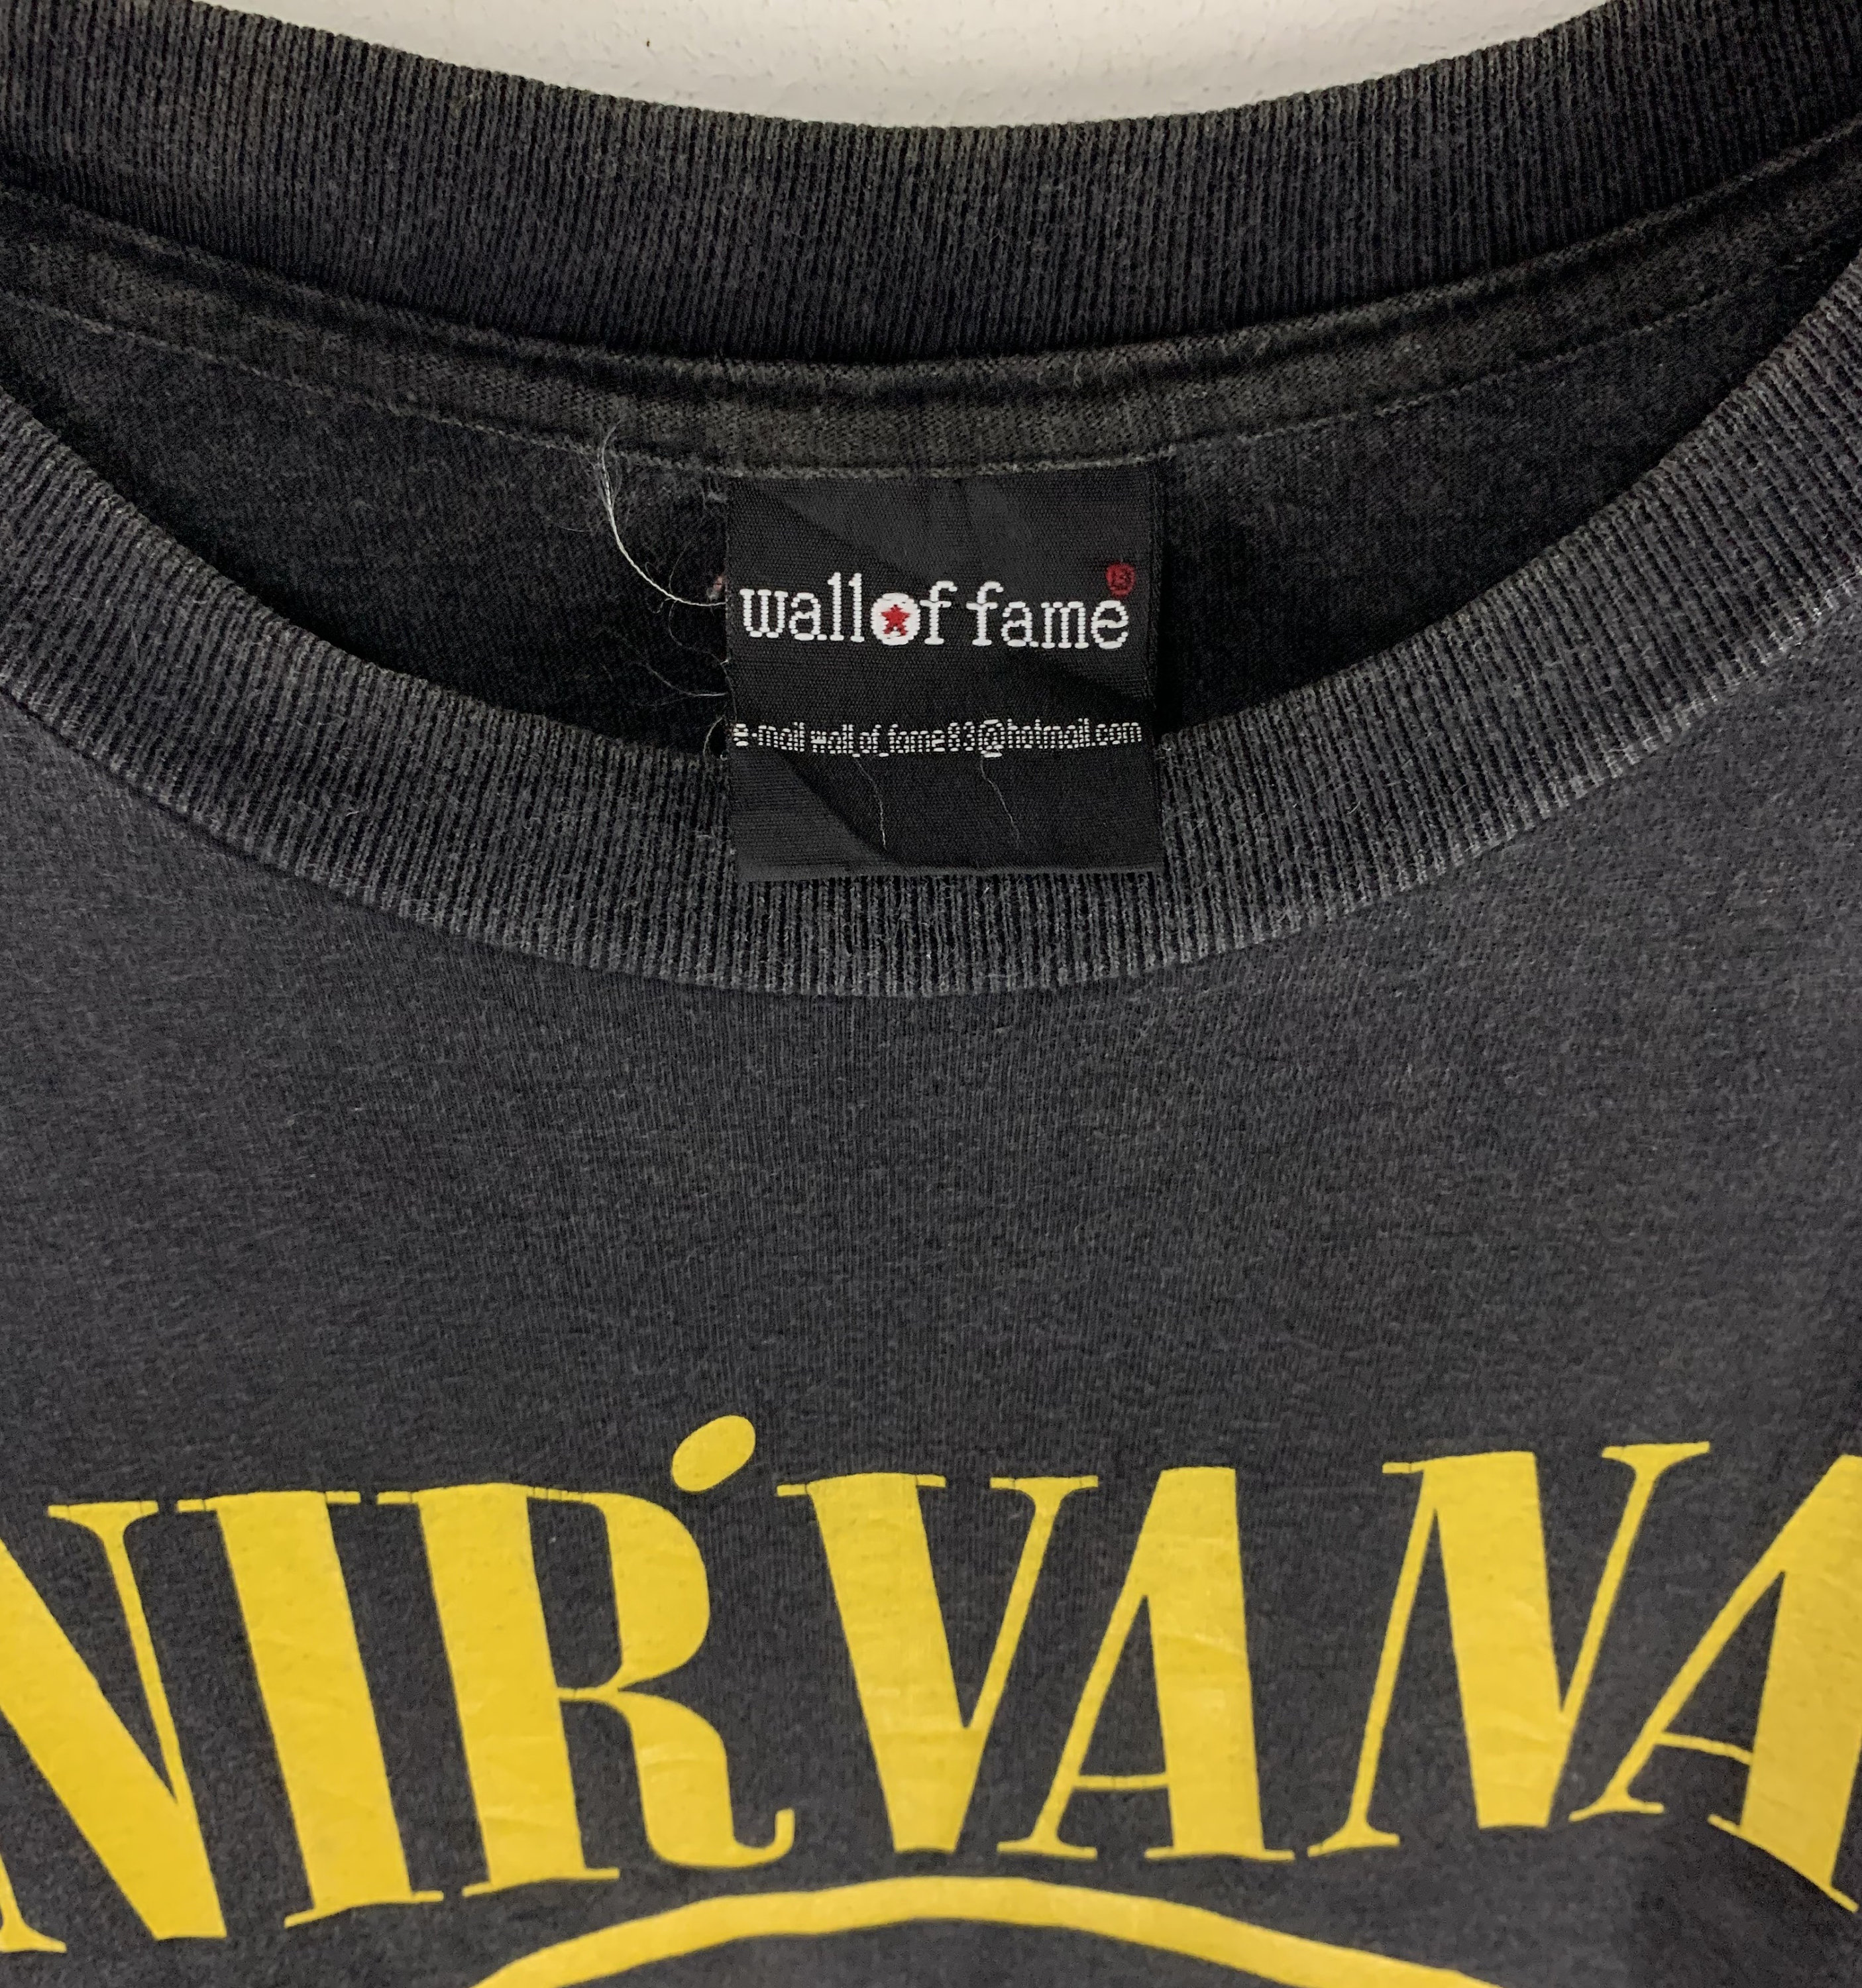 wall of fame
e-mail wall_of_fame83@hotmail.com
NIRVANA